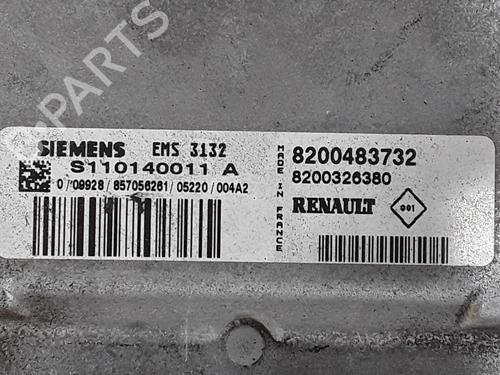 SIEMENS EMS 3132
S110140011 A
0 / 09928 / 857056261 / 05220 / 004A2
MADE IN FRANCE
8200483732
8200326380
RENAULT
001
B-PARTS